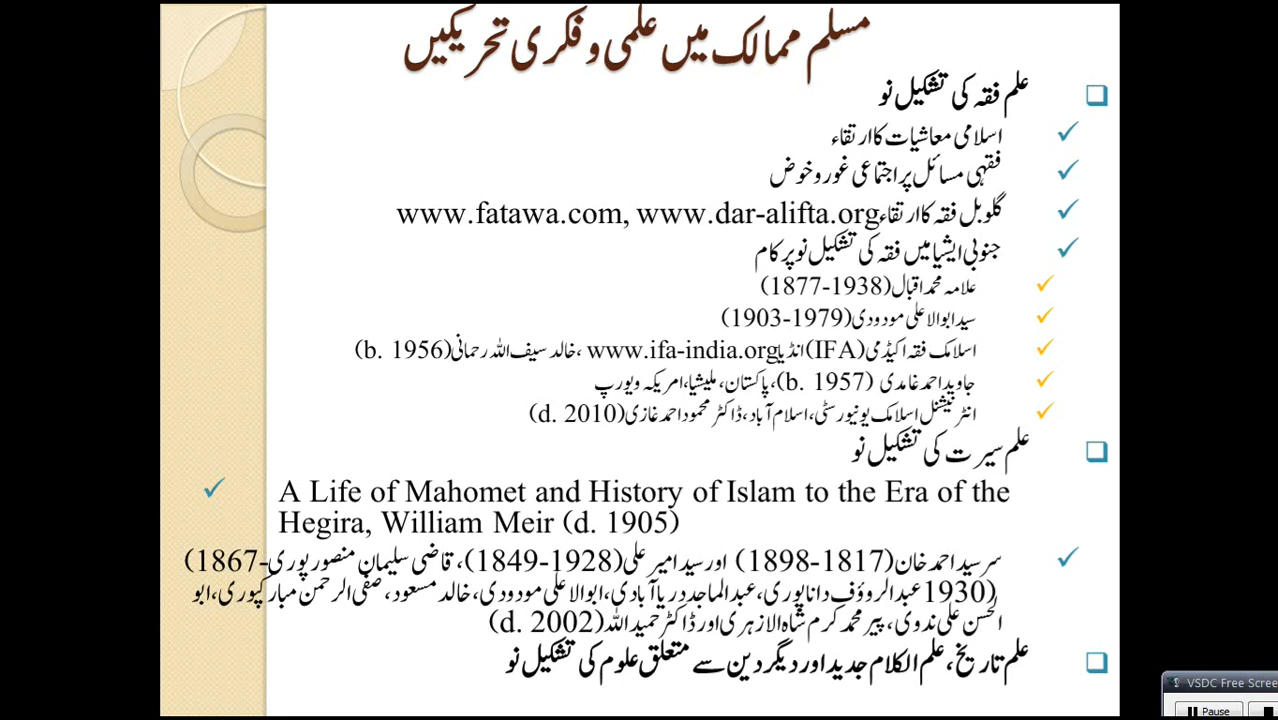 مسلم ممالک میں علمی و فکری تحریکیں
علم فقہ کی تشکیل نو
اسلامی معاشیات کا ارتقاء
فقہی مسائل پر اجتماعی غور و خوض
گلوبل فقہ کا ارتقاء www.fatawa.com, www.dar-alifta.org
جنوبی ایشیا میں فقہ کی تشکیل نو پر کام
علامہ محمد اقبال (1877-1938)
سید ابوالاعلی مودودی (1903-1979)
اسلامک فقہ اکیڈمی (IFA) انڈیا www.ifa-india.org، خالد سیف اللہ رحمانی (b. 1956)
جاوید احمد غامدی (b. 1957)، پاکستان، ملیشیا، امریکہ و یورپ
انٹرنیشنل اسلامک یونیورسٹی، اسلام آباد، ڈاکٹر محمود احمد غازی (d. 2010)
علم سیرت کی تشکیل نو
A Life of Mahomet and History of Islam to the Era of the
Hegira, William Meir (d. 1905)
سر سید احمد خان (1817-1898) اور سید امیر علی (1849-1928)، قاضی سلیمان منصور پوری (1867-
1930) عبد الروؤف دانا پوری، عبد الماجد دریا آبادی، ابوالاعلی مودودی، خالد مسعود، صفی الرحمن مبارکپوری، ابو
الحسن علی ندوی، پیر محمد کرم شاہ الازہری اور ڈاکٹر حمید اللہ (d. 2002)
علم تاریخ، علم الکلام جدید اور دیگر دین سے متعلق علوم کی تشکیل نو
VSDC Free Scree
Pause